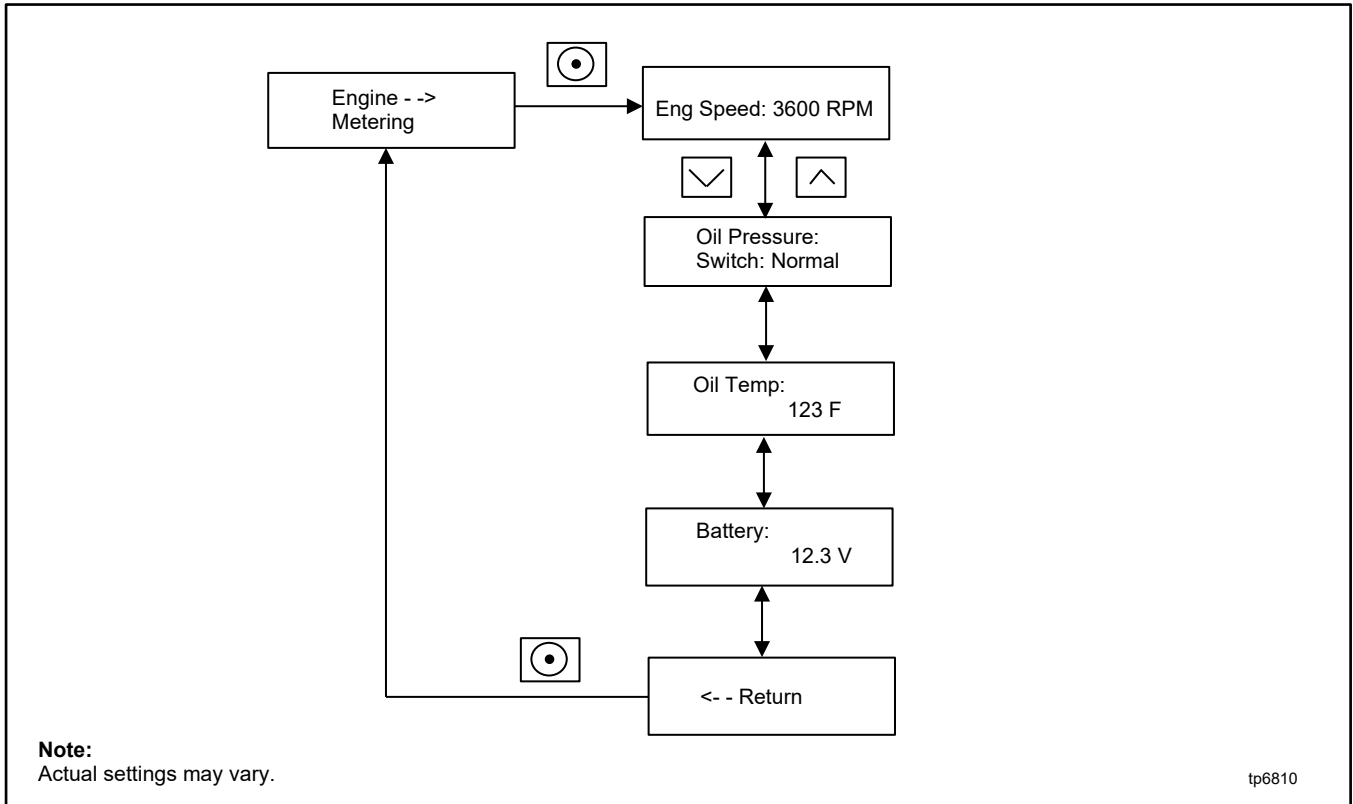 Engine - ->
Metering
Eng Speed: 3600 RPM
Oil Pressure:
Switch: Normal
Oil Temp:
123 F
Battery:
12.3 V
<- - Return
Note:
Actual settings may vary.
tp6810